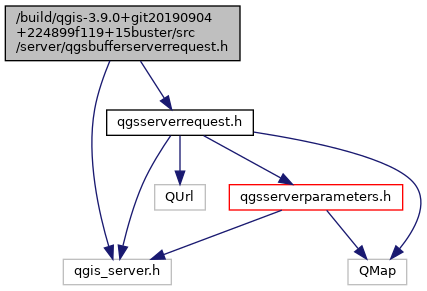 /build/qgis-3.9.0+git20190904
+224899f119+15buster/src
/server/qgsbufferserverrequest.h
qgsserverrequest.h
QUrl
qgsserverparameters.h
qgis_server.h
QMap